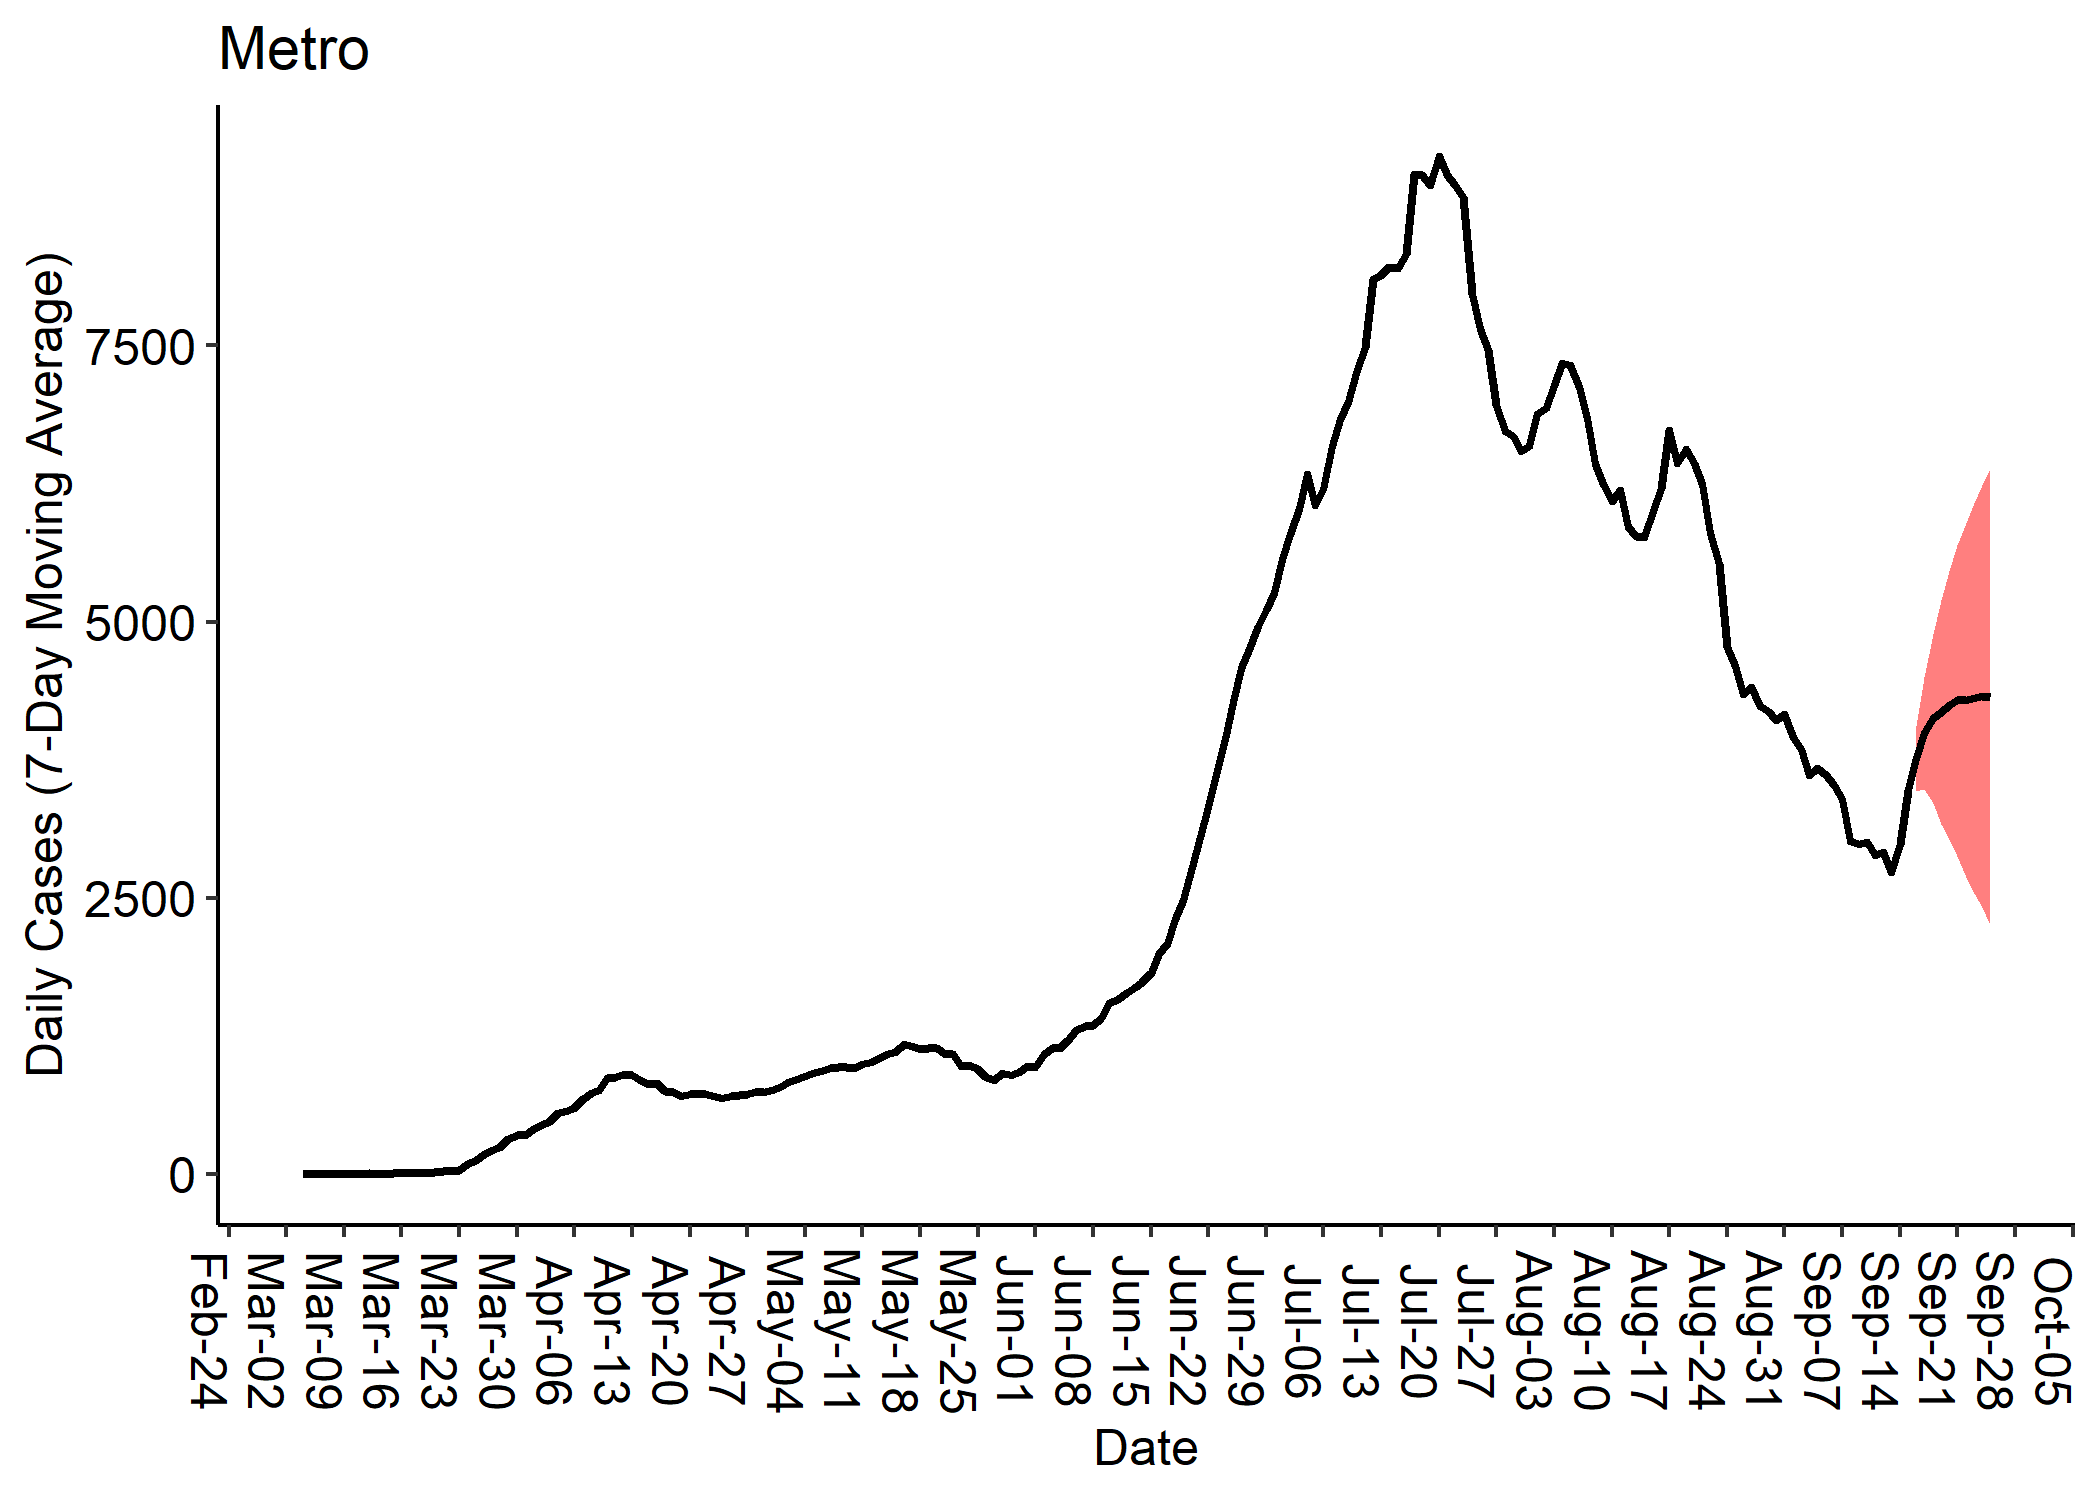 Metro
Daily Cases (7-Day Moving Average)
7500
5000
2500
0
Feb-24
Mar-02
Mar-09
Mar-16
Mar-23
Mar-30
Apr-06
Apr-13
Apr-20
Apr-27
May-04
May-11
May-18
May-25
Jun-01
Jun-08
Jun-15
Jun-22
Jun-29
Jul-06
Jul-13
Jul-20
Jul-27
Aug-03
Aug-10
Aug-17
Aug-24
Aug-31
Sep-07
Sep-14
Sep-21
Sep-28
Oct-05
Date